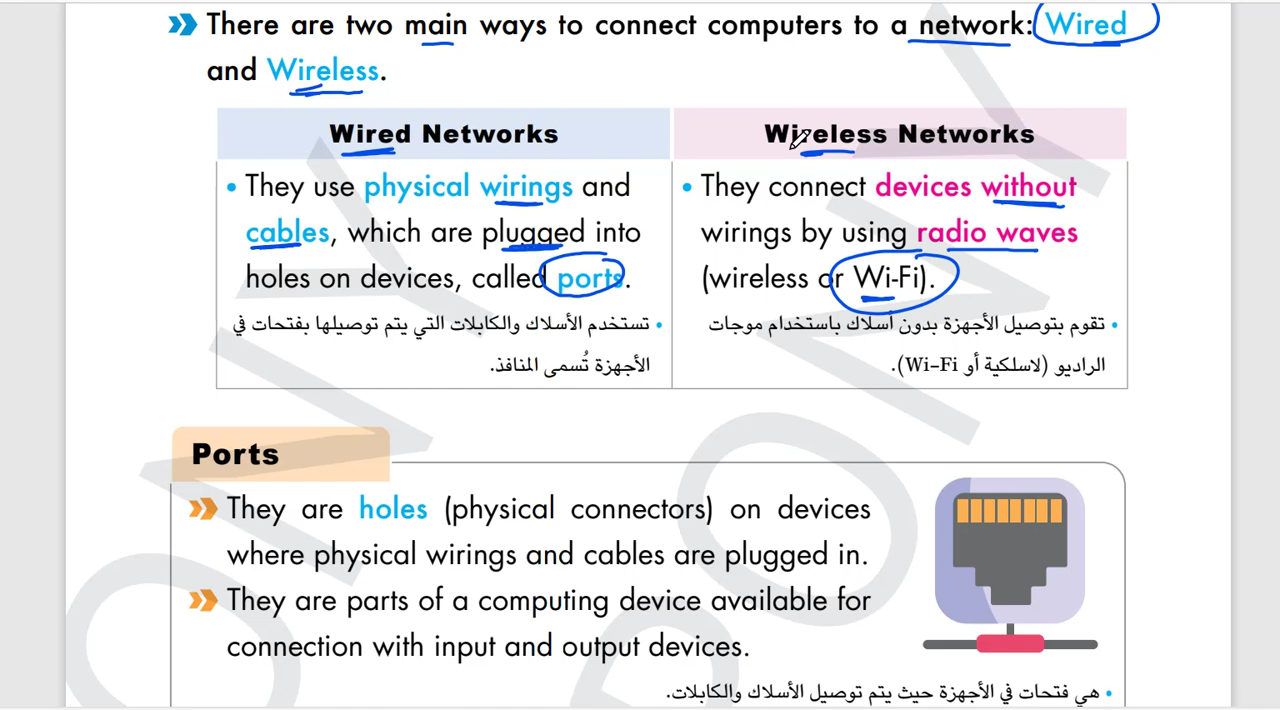 There are two main ways to connect computers to a network: Wired
and Wireless.
Wired Networks
They use physical wirings and
cables, which are plugged into
holes on devices, called ports.
تستخدم الأسلاك والكابلات التي يتم توصيلها بفتحات في
الأجهزة تُسمى المنافذ.
Wireless Networks
They connect devices without
wirings by using radio waves
(wireless or Wi-Fi).
تقوم بتوصيل الأجهزة بدون أسلاك باستخدام موجات
الراديو (لاسلكية أو Wi-Fi).
Ports
They are holes (physical connectors) on devices
where physical wirings and cables are plugged in.
They are parts of a computing device available for
connection with input and output devices.
هي فتحات في الأجهزة حيث يتم توصيل الأسلاك والكابلات.